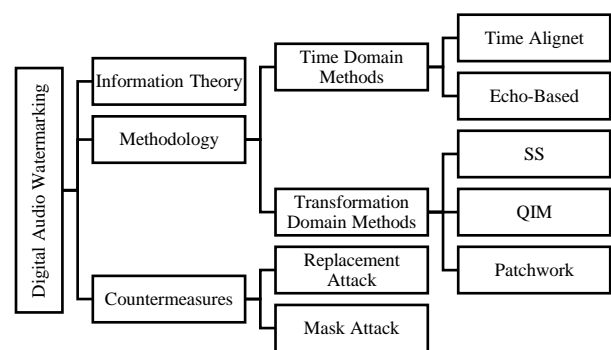 Digital Audio Watermarking
Information Theory
Methodology
Countermeasures
Time Domain
Methods
Transformation
Domain Methods
Replacement
Attack
Mask Attack
Time Alignet
Echo-Based
SS
QIM
Patchwork